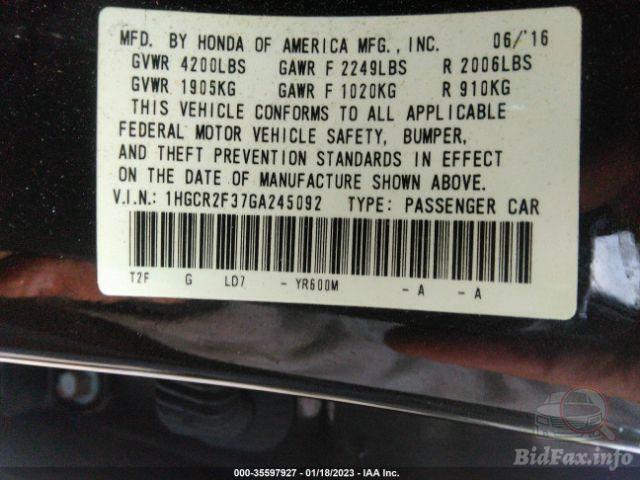 MFD. BY HONDA OF AMERICA MFG., INC. 06/'16
GVWR 4200LBS GAWR F 2249LBS R 2006LBS
GVWR 1905KG GAWR F 1020KG R 910KG
THIS VEHICLE CONFORMS TO ALL APPLICABLE
FEDERAL MOTOR VEHICLE SAFETY, BUMPER,
AND THEFT PREVENTION STANDARDS IN EFFECT
ON THE DATE OF MANUFACTURE SHOWN ABOVE.
V.I.N.: 1HGCR2F37GA245092 TYPE: PASSENGER CAR
T2F G LD7 - YR600M - A - A
BidFax.info
000-35597927 - 01/18/2023 - IAA Inc.